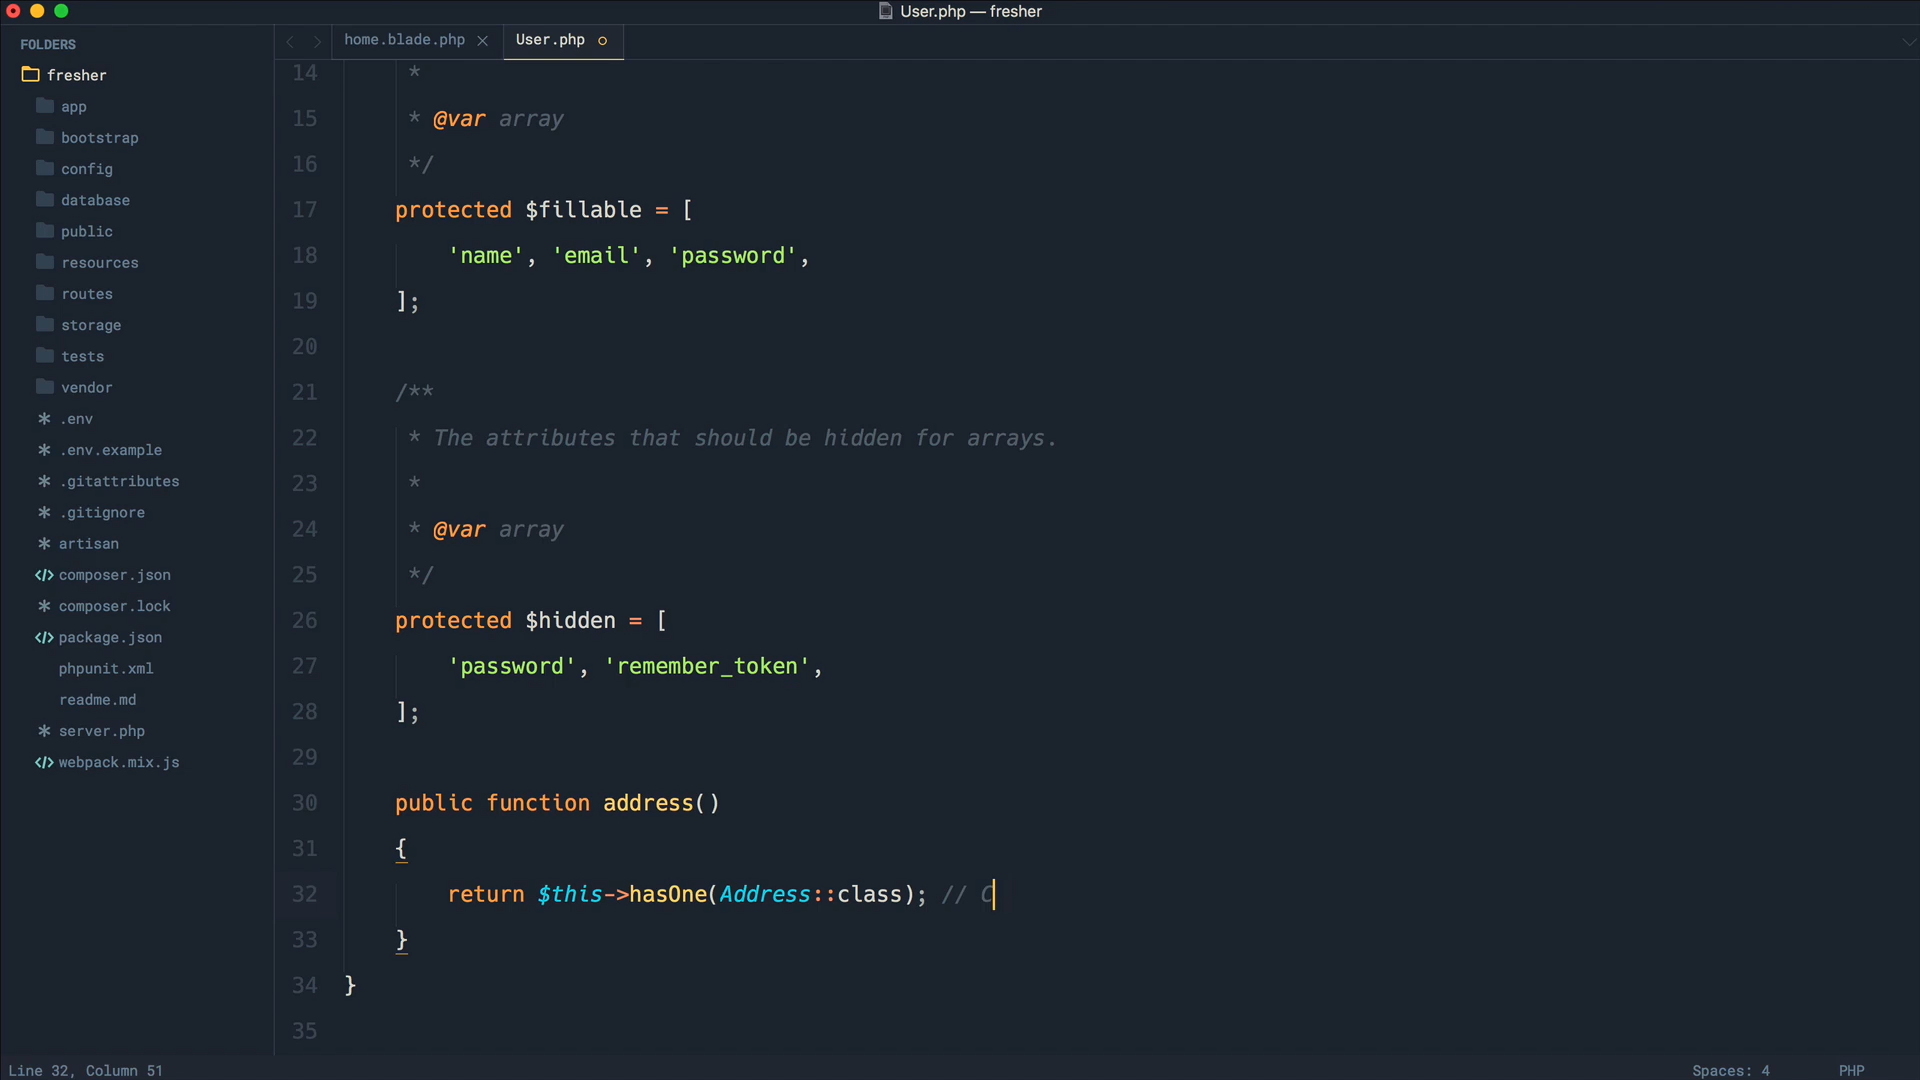 User.php — fresher
FOLDERS
fresher
app
bootstrap
config
database
public
resources
routes
storage
tests
vendor
.env
.env.example
.gitattributes
.gitignore
artisan
composer.json
composer.lock
package.json
phpunit.xml
readme.md
server.php
webpack.mix.js
home.blade.php
User.php
14 *
15 * @var array
16 */
17 protected $fillable = [
18 'name', 'email', 'password',
19 ];
20
21 /**
22 * The attributes that should be hidden for arrays.
23 *
24 * @var array
25 */
26 protected $hidden = [
27 'password', 'remember_token',
28 ];
29
30 public function address()
31 {
32 return $this->hasOne(Address::class); // C
33 }
34 }
35
Line 32, Column 51
Spaces: 4
PHP